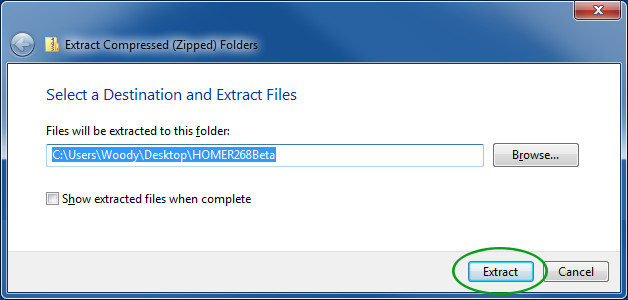 Extract Compressed (Zipped) Folders
Select a Destination and Extract Files
Files will be extracted to this folder:
C:\Users\Woody\Desktop\HOMER268Beta
Browse...
Show extracted files when complete
Extract
Cancel